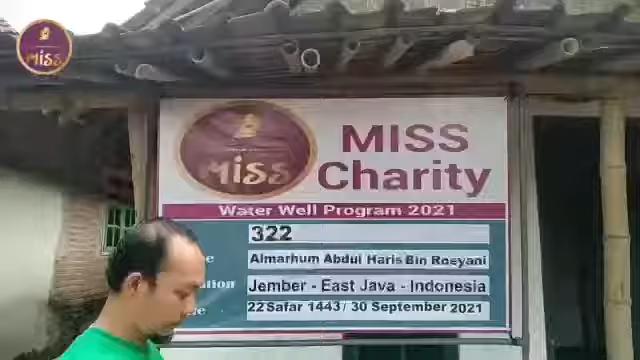 miss
miss
MISS
Charity
Water Well Program 2021
322
Almarhum Abdul Haris Bin Roeyani
Jember - East Java - Indonesia
22 Safar 1443 / 30 September 2021